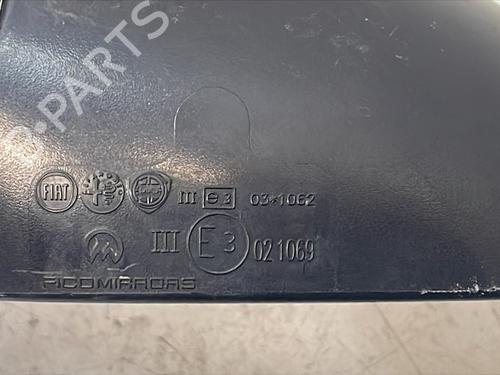 B-PARTS
FIAT III e3 03*1062
III E3 021069
FICOMIRRORS